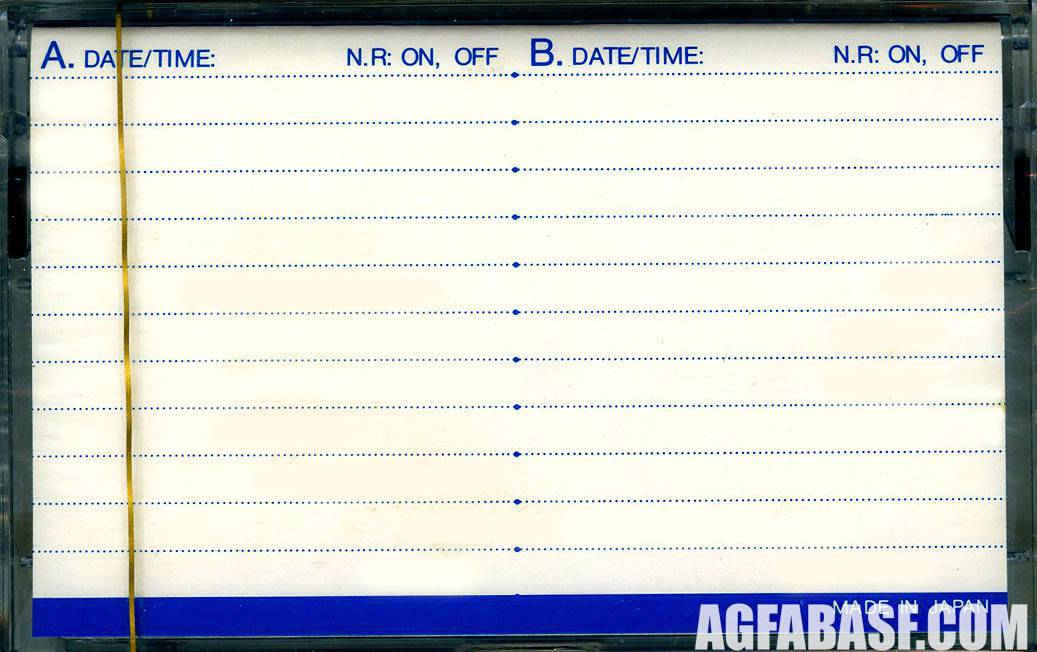 A. DATE/TIME: N.R: ON, OFF B. DATE/TIME: N.R: ON, OFF
MADE IN JAPAN
AGFABASF.COM